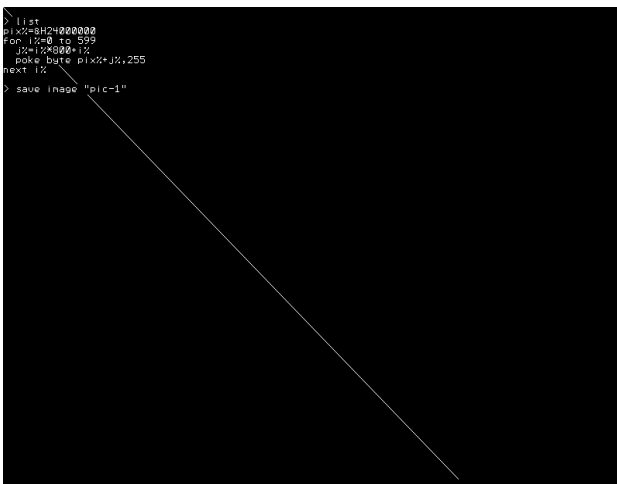 > list
pix%=&H24000000
for i%=0 to 599
  j%=i%*800+i%
  poke byte pix%+j%,255
next i%
> save image "pic-1"